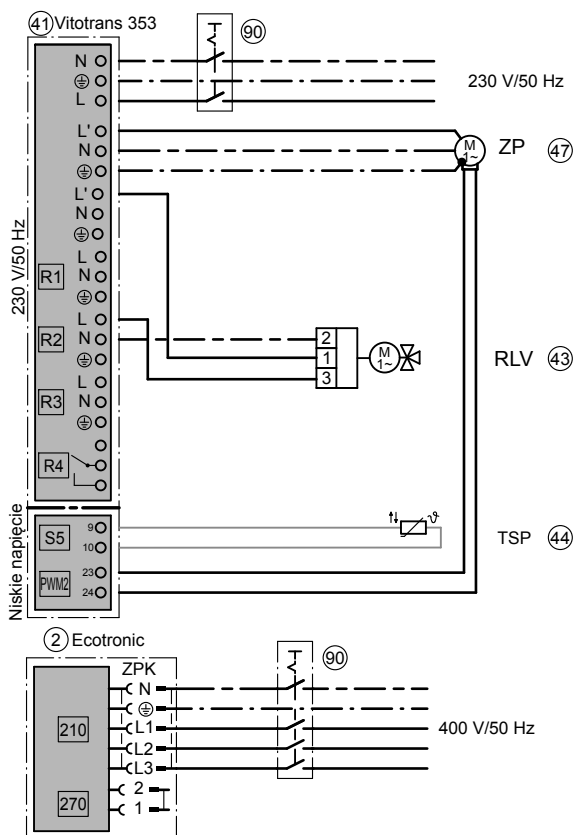 41 Vitotrans 353
90
N
L
230 V/50 Hz
L'
N
M
1~
ZP 47
L'
N
230 V/50 Hz
L
R1 N
L
R2 N
2
1
3
M
1~
RLV 43
L
R3 N
R4
Niskie napięcie
S5 9
10
ϑ
TSP 44
PWM2 23
24
2 Ecotronic
90
ZPK
N
210 L1
400 V/50 Hz
L2
L3
270 2
1